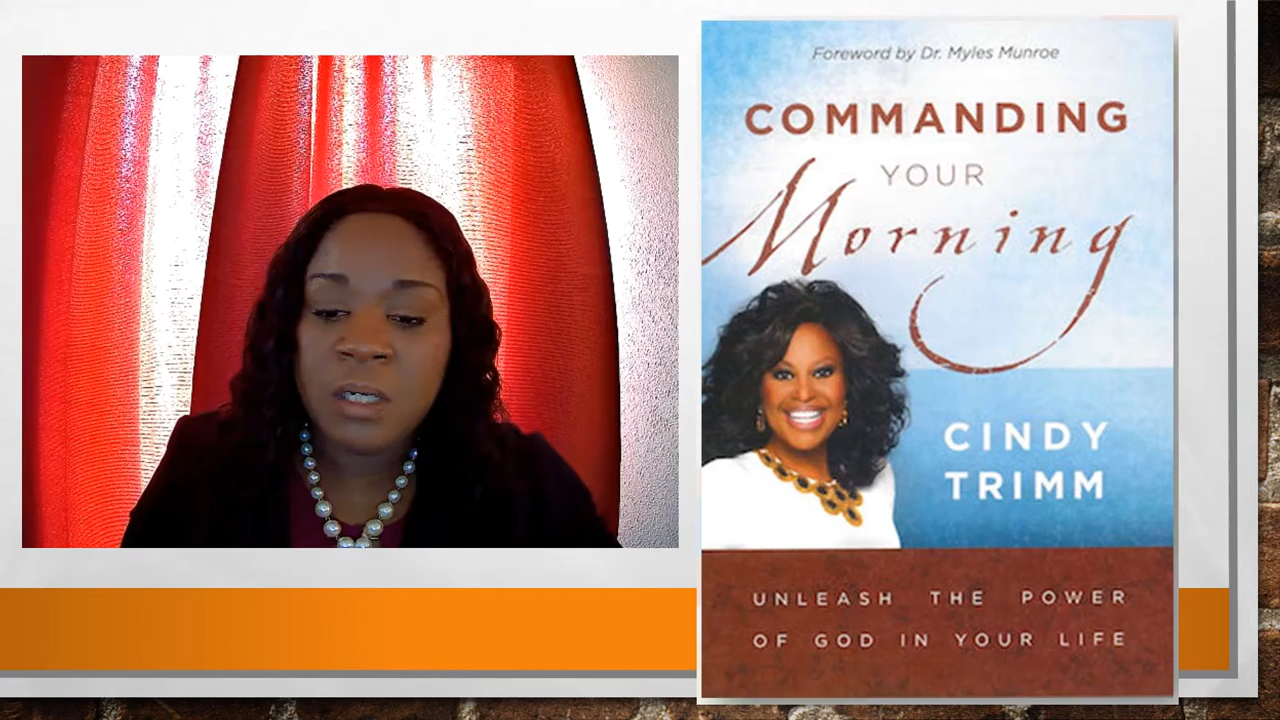 Foreword by Dr. Myles Munroe
COMMANDING
YOUR
Morning
CINDY
TRIMM
UNLEASH THE POWER
OF GOD IN YOUR LIFE